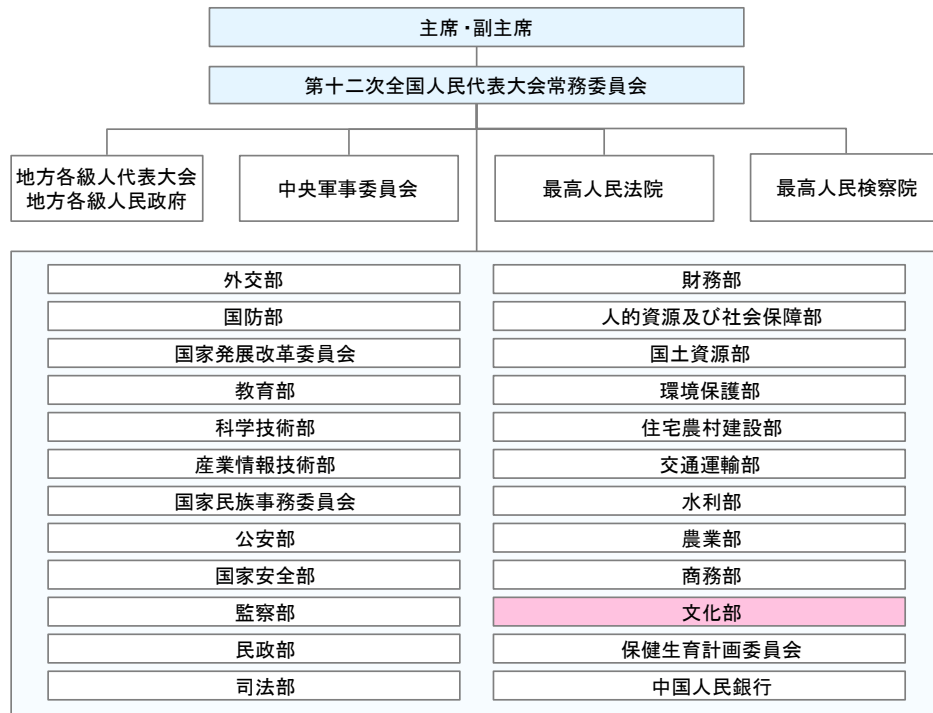 主席・副主席
第十二次全国人民代表大会常務委員会
地方各級人代表大会
地方各級人民政府
中央軍事委員会
最高人民法院
最高人民検察院
外交部
国防部
国家発展改革委員会
教育部
科学技術部
産業情報技術部
国家民族事務委員会
公安部
国家安全部
監察部
民政部
司法部
財務部
人的資源及び社会保障部
国土資源部
環境保護部
住宅農村建設部
交通運輸部
水利部
農業部
商務部
文化部
保健生育計画委員会
中国人民銀行